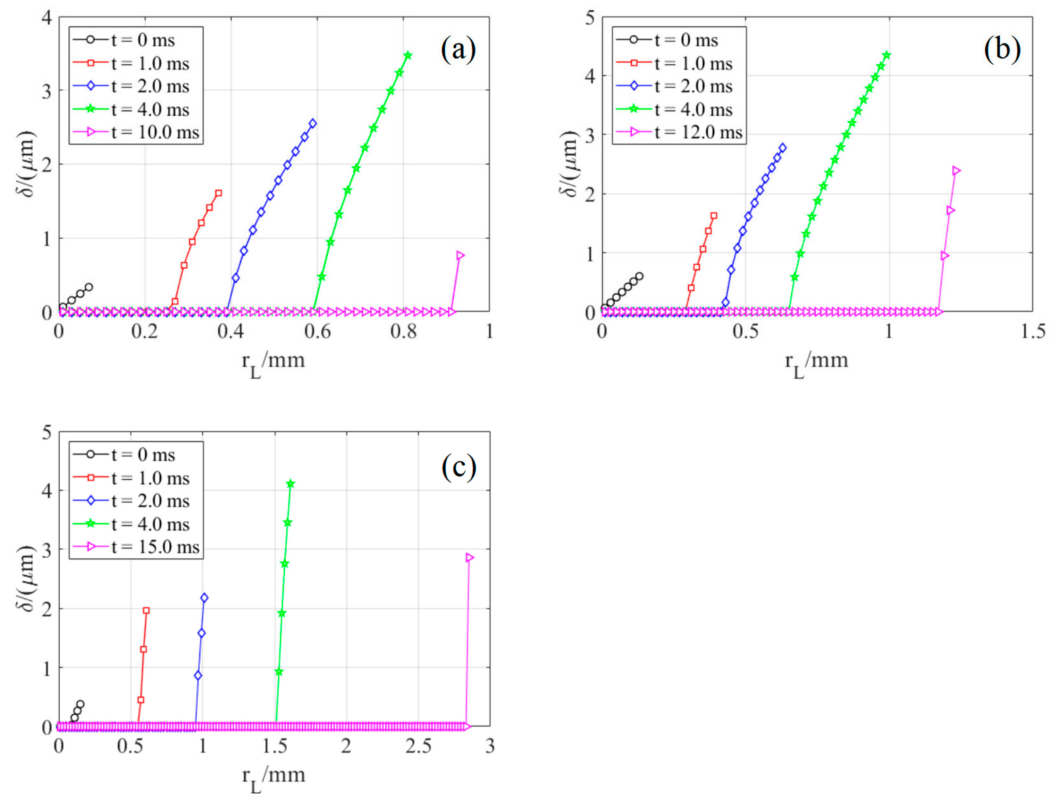 (a)
t = 0 ms
t = 1.0 ms
t = 2.0 ms
t = 4.0 ms
t = 10.0 ms
δ/(μm)
4
3
2
1
0
0 0.2 0.4 0.6 0.8 1
r_L/mm
(b)
t = 0 ms
t = 1.0 ms
t = 2.0 ms
t = 4.0 ms
t = 12.0 ms
δ/(μm)
5
4
3
2
1
0
0 0.5 1 1.5
r_L/mm
(c)
t = 0 ms
t = 1.0 ms
t = 2.0 ms
t = 4.0 ms
t = 15.0 ms
δ/(μm)
5
4
3
2
1
0
0 0.5 1 1.5 2 2.5 3
r_L/mm